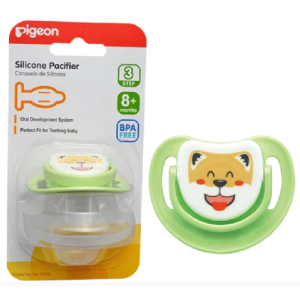 pigeon
Silicone Pacifier
Consuelo de Silicona
3
STEP
8+
months
Oral Development System
Perfect Fit for Teething baby
BPA
FREE